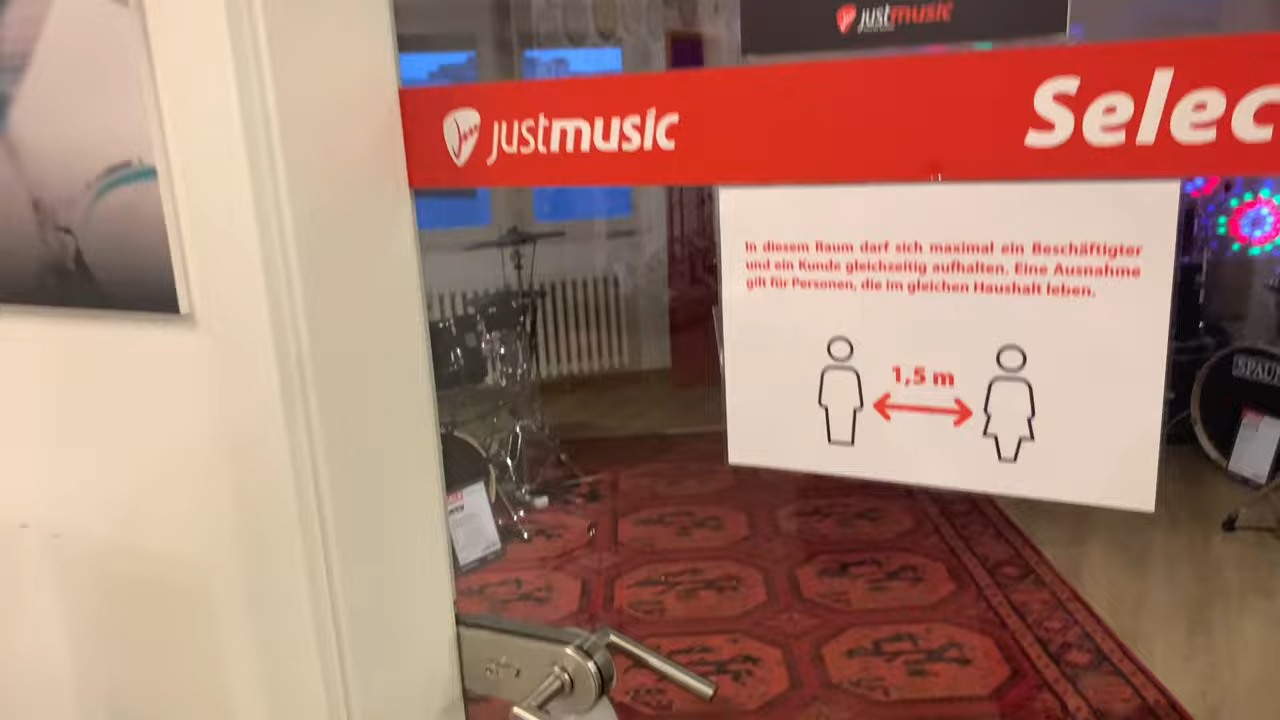 justmusic
justmusic
Selec
In diesem Raum darf sich maximal ein Beschäftigter
und ein Kunde gleichzeitig aufhalten. Eine Ausnahme
gilt für Personen, die im gleichen Haushalt leben.
1,5 m
SPAU